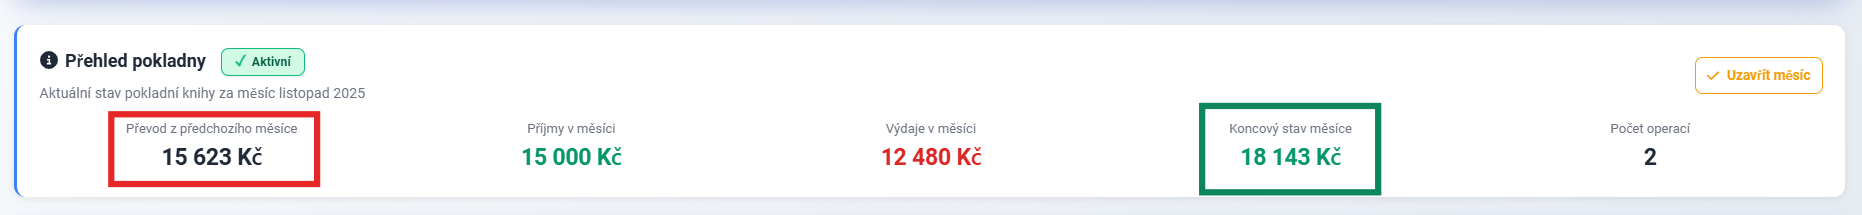 Přehled pokladny
Aktivní
Uzavřít měsíc
Aktuální stav pokladní knihy za měsíc listopad 2025
Převod z předchozího měsíce
15 623 Kč
Příjmy v měsíci
15 000 Kč
Výdaje v měsíci
12 480 Kč
Koncový stav měsíce
18 143 Kč
Počet operací
2